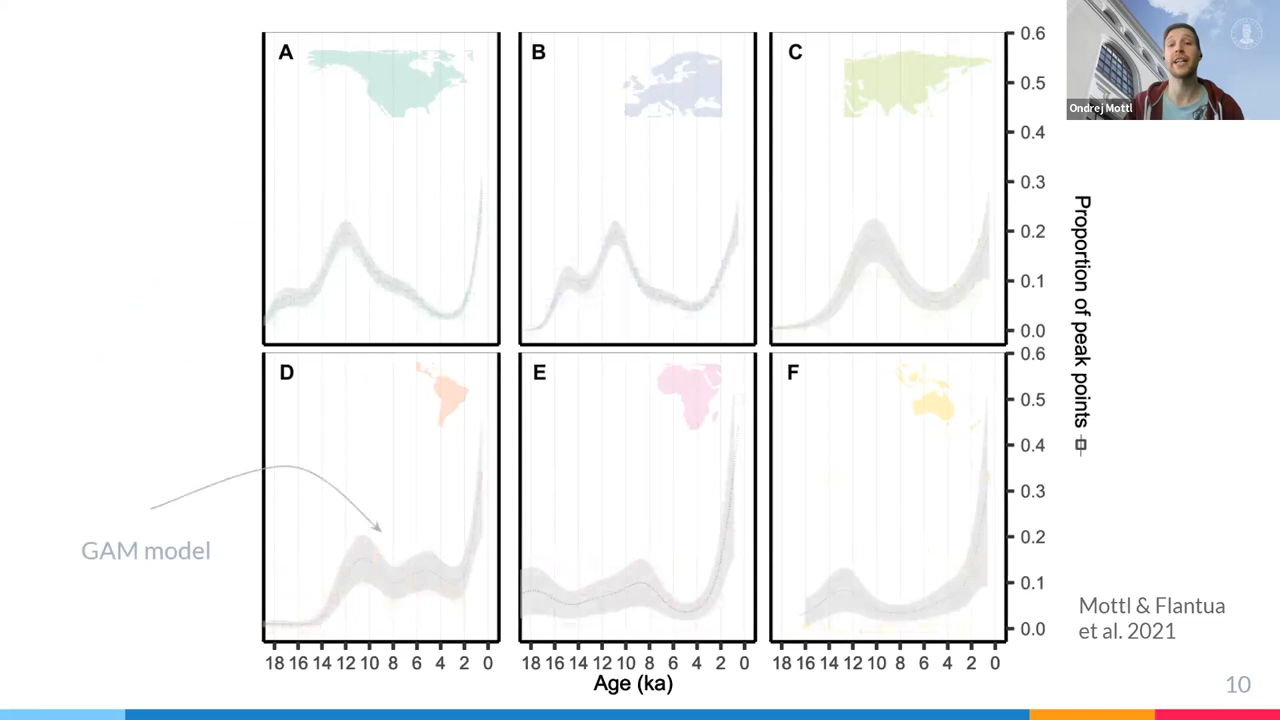 A
B
C
0.6
0.5
0.4
0.3
0.2
0.1
0.0
Ondrej Mottl
D
E
F
0.6
0.5
0.4
0.3
0.2
0.1
0.0
Proportion of peak points
GAM model
18 16 14 12 10 8 6 4 2 0
18 16 14 12 10 8 6 4 2 0
18 16 14 12 10 8 6 4 2 0
Age (ka)
Mottl & Flantua
et al. 2021
10